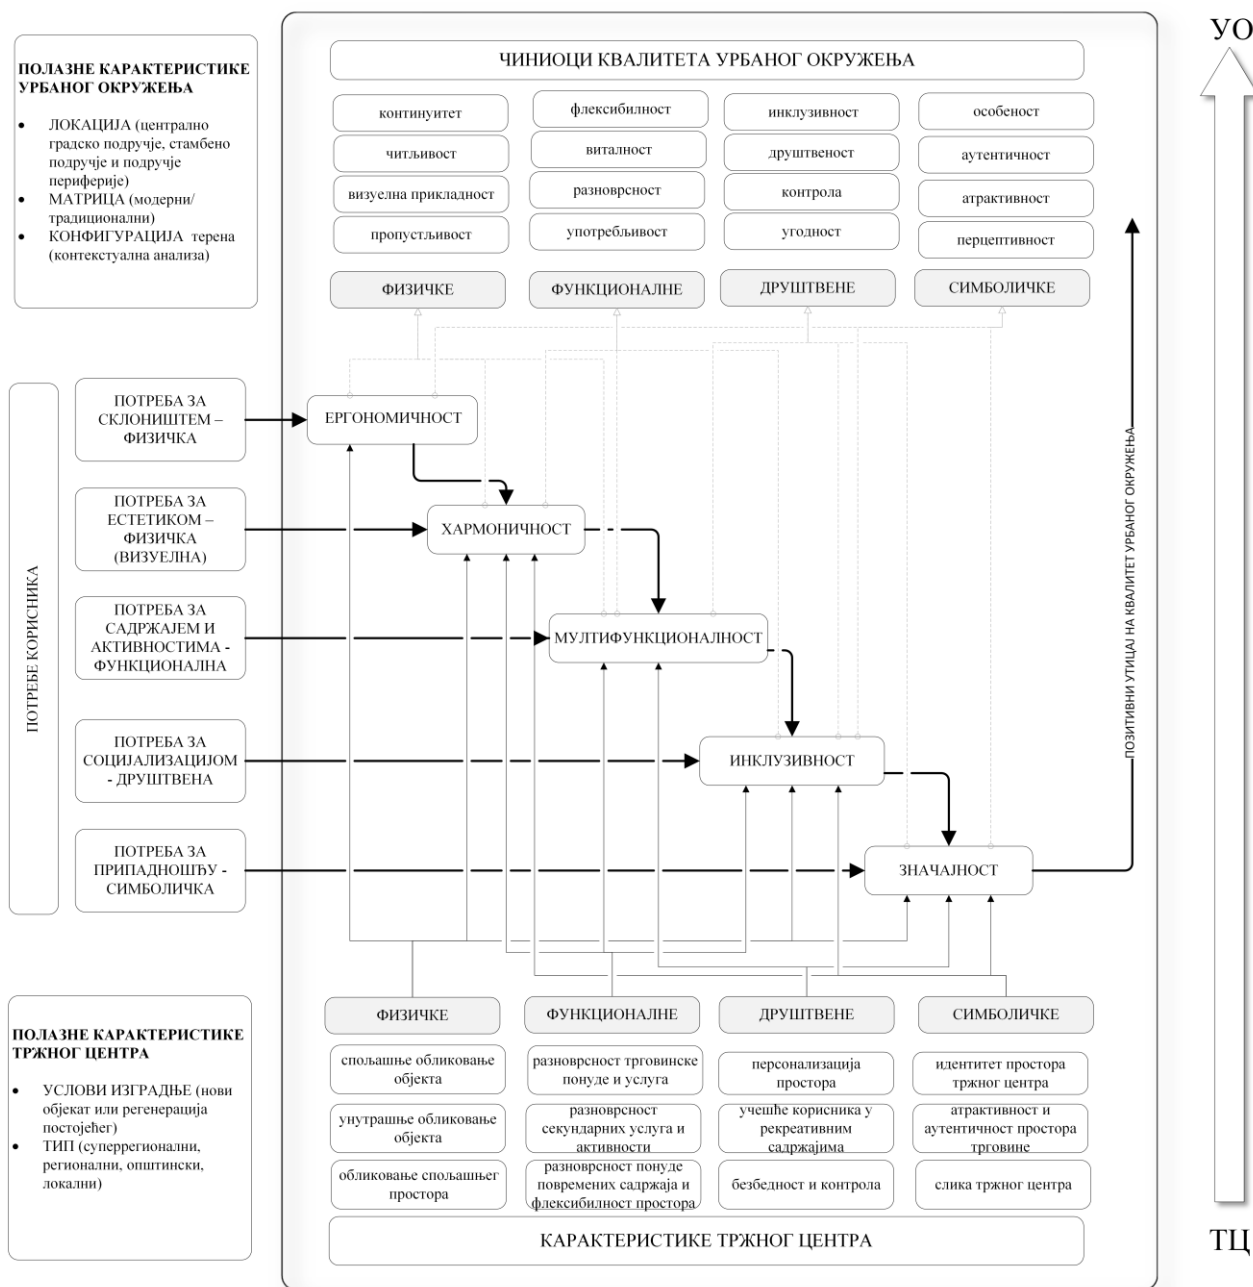 УО
ПОЛАЗНЕ КАРАКТЕРИСТИКЕ
УРБАНОГ ОКРУЖЕЊА
• ЛОКАЦИЈА (централно
градско подручје, стамбено
подручје и подручје
периферије)
• МАТРИЦА (модерни/
традиционални)
• КОНФИГУРАЦИЈА терена
(контекстуална анализа)
ЧИНИОЦИ КВАЛИТЕТА УРБАНОГ ОКРУЖЕЊА
континуитет
читљивост
визуелна прикладност
пропустљивост
флексибилност
виталност
разноврсност
употребљивост
инклузивност
друштвеност
контрола
угодност
особеност
аутентичност
атрактивност
перцептивност
ФИЗИЧКЕ
ФУНКЦИОНАЛНЕ
ДРУШТВЕНЕ
СИМБОЛИЧКЕ
ПОТРЕБЕ КОРИСНИКА
ПОТРЕБА ЗА
СКЛОНИШТЕМ –
ФИЗИЧКА
ПОТРЕБА ЗА
ЕСТЕТИКОМ –
ФИЗИЧКА
(ВИЗУЕЛНА)
ПОТРЕБА ЗА
САДРЖАЈЕМ И
АКТИВНОСТИМА -
ФУНКЦИОНАЛНА
ПОТРЕБА ЗА
СОЦИЈАЛИЗАЦИЈОМ
- ДРУШТВЕНА
ПОТРЕБА ЗА
ПРИПАДНОШЋУ -
СИМБОЛИЧКА
ЕРГОНОМИЧНОСТ
ХАРМОНИЧНОСТ
МУЛТИФУНКЦИОНАЛНОСТ
ИНКЛУЗИВНОСТ
ЗНАЧАЈНОСТ
ПОЗИТИВНИ УТИЦАЈ НА КВАЛИТЕТ УРБАНОГ ОКРУЖЕЊА
ПОЛАЗНЕ КАРАКТЕРИСТИКЕ
ТРЖНОГ ЦЕНТРА
• УСЛОВИ ИЗГРАДЊЕ (нови
објекат или регенерација
постојећег)
• ТИП (суперрегионални,
регионални, општински,
локални)
ФИЗИЧКЕ
ФУНКЦИОНАЛНЕ
ДРУШТВЕНЕ
СИМБОЛИЧКЕ
спољашње обликовање
објекта
унутрашње обликовање
објекта
обликовање спољашњег
простора
разноврсност трговинске
понуде и услуга
разноврсност
секундарних услуга и
активности
разноврсност понуде
повремених садржаја и
флексибилност простора
персонализација
простора
учешће корисника у
рекреативним
садржајима
безбедност и контрола
идентитет простора
тржног центра
атрактивност и
аутентичност простора
трговине
слика тржног центра
КАРАКТЕРИСТИКЕ ТРЖНОГ ЦЕНТРА
ТЦ